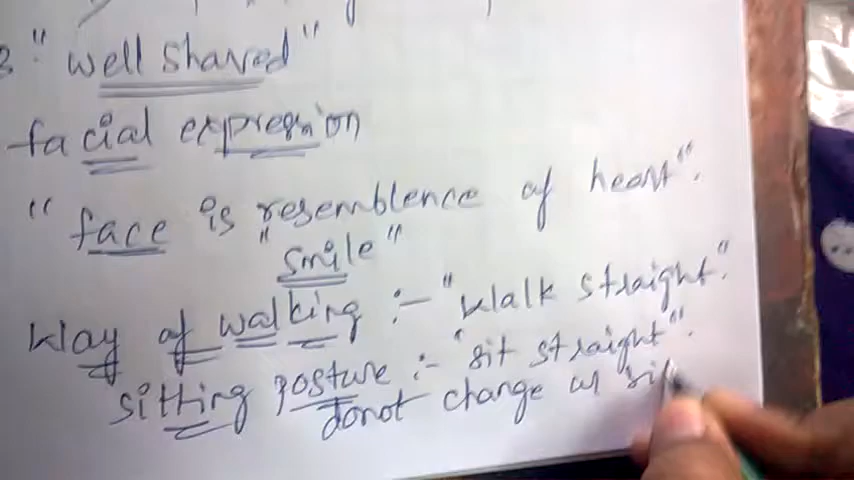 "well shaved"
facial expression
"face is resemblence of heart".
"smile"
Way of walking :- "Walk straight".
sitting posture :- "sit straight".
donot change